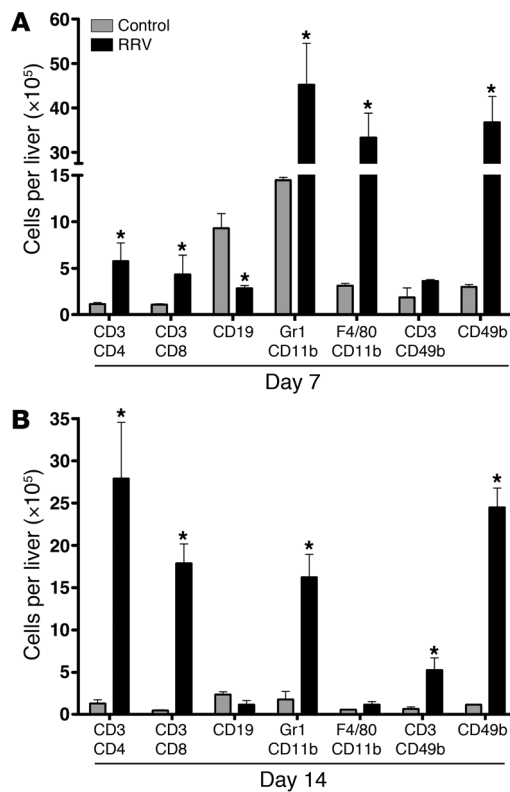 A
Control
RRV
Cells per liver (×10⁵)
60
50
40
30
15
10
5
0
* * * * * *
CD3 CD3 CD19 Gr1 F4/80 CD3 CD49b
CD4 CD8 CD11b CD11b CD49b
Day 7
B
Cells per liver (×10⁵)
35
30
25
20
15
10
5
0
* * * * *
CD3 CD3 CD19 Gr1 F4/80 CD3 CD49b
CD4 CD8 CD11b CD11b CD49b
Day 14